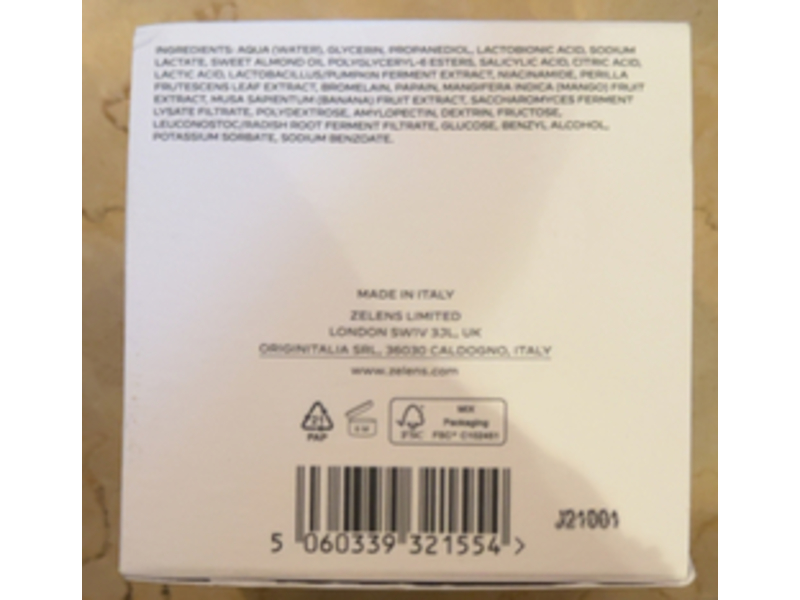 INGREDIENTS: AQUA (WATER), GLYCERIN, PROPANEDIOL, LACTOBIONIC ACID, SODIUM
LACTATE, SWEET ALMOND OIL POLYGLYCERYL-6 ESTERS, SALICYLIC ACID, CITRIC ACID,
LACTIC ACID, LACTOBACILLUS/PUMPKIN FERMENT EXTRACT, NIACINAMIDE, PERILLA
FRUTESCENS LEAF EXTRACT, BROMELAIN, PAPAIN, MANGIFERA INDICA (MANGO) FRUIT
EXTRACT, MUSA SAPIENTUM (BANANA) FRUIT EXTRACT, SACCHAROMYCES FERMENT
LYSATE FILTRATE, POLYDEXTROSE, AMYLOPECTIN, DEXTRIN, FRUCTOSE,
LEUCONOSTOC/RADISH ROOT FERMENT FILTRATE, GLUCOSE, BENZYL ALCOHOL,
POTASSIUM SORBATE, SODIUM BENZOATE.
MADE IN ITALY
ZELENS LIMITED
LONDON SW1V 3JL, UK
ORIGINITALIA SRL, 36030 CALDOGNO, ITALY
www.zelens.com
21
PAP
FSC
MIX
Packaging
FSC™ C102451
J21001
5 060339 321554 >